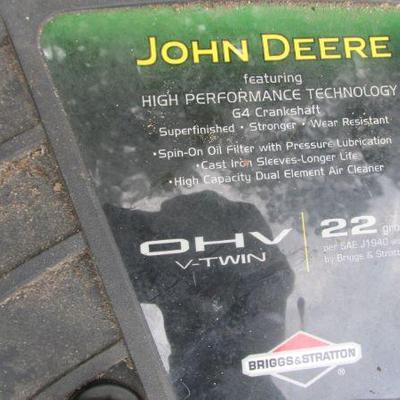 JOHN DEERE
featuring
HIGH PERFORMANCE TECHNOLOGY
G4 Crankshaft
Superfinished • Stronger • Wear Resistant
•Spin-On Oil Filter with Pressure Lubrication
•Cast Iron Sleeves-Longer Life
•High Capacity Dual Element Air Cleaner
OHV
V-TWIN
22
per SAE J1940
by Briggs &
BRIGGS&STRATTON
®